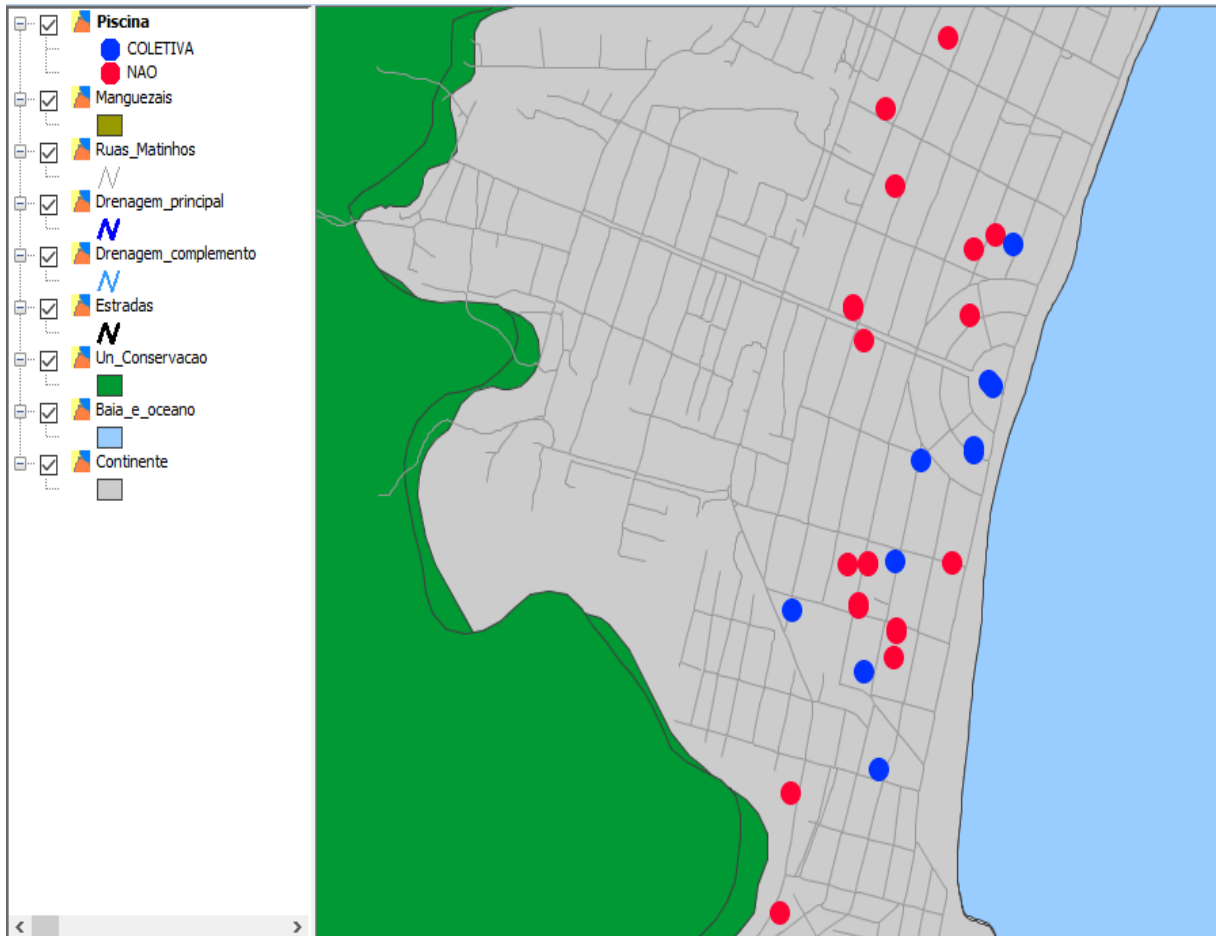 Piscina
COLETIVA
NAO
Manguezais
Ruas_Matinhos
Drenagem_principal
Drenagem_complemento
Estradas
Un_Conservacao
Baia_e_oceano
Continente